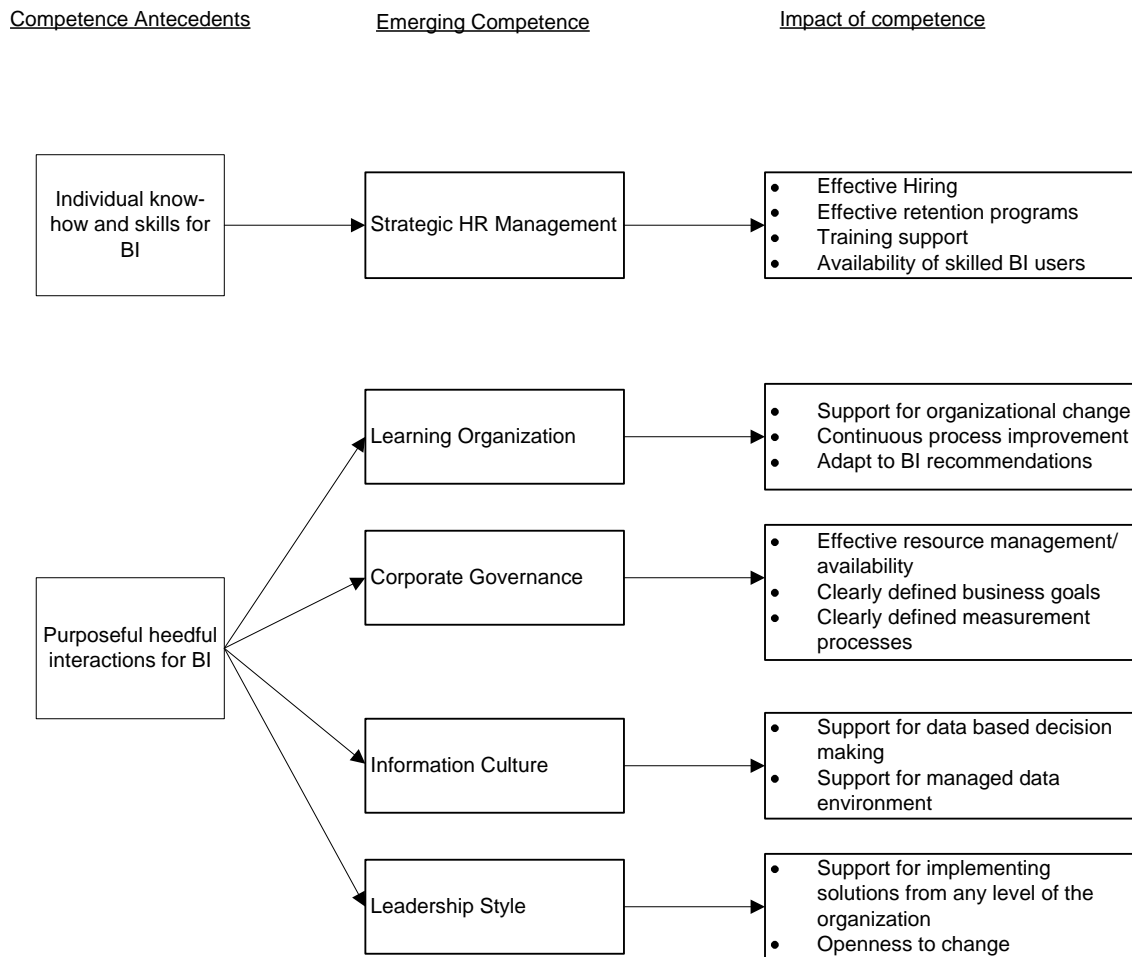 Competence Antecedents
Emerging Competence
Impact of competence
Individual know-
how and skills for
BI
Strategic HR Management
• Effective Hiring
• Effective retention programs
• Training support
• Availability of skilled BI users
Purposeful heedful
interactions for BI
Learning Organization
• Support for organizational change
• Continuous process improvement
• Adapt to BI recommendations
Corporate Governance
• Effective resource management/
availability
• Clearly defined business goals
• Clearly defined measurement
processes
Information Culture
• Support for data based decision
making
• Support for managed data
environment
Leadership Style
• Support for implementing
solutions from any level of the
organization
• Openness to change